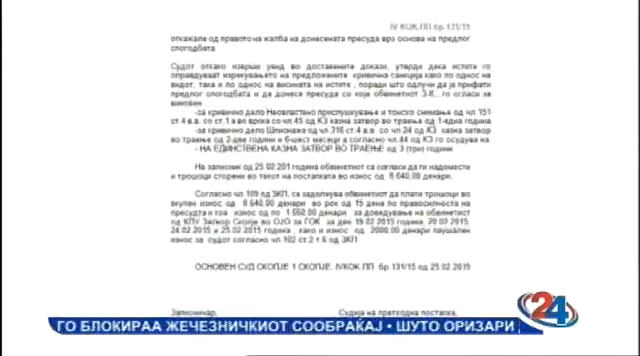 IV КОК.ПП бр. 131/15
откажале од правото на жалба на донесената пресуда врз основа на предлог
спогодбата
Судот откако изврши увид во доставените докази, утврди дека истите го
оправдуваат изрекувањето на предложените кривична санкција како по однос на
видот, така и по однос на висината на истите , поради што одлучи да ја прифати
предлог спогодбата и да донесе пресуда со која обвинетиот З-К... го огласи за
виновен
-за кривично дело Неовластено прислушкување и тонско снимање од чл 151
ст.4 в.в. со ст.1 а во врска со чл 45 од КЗ казна затвор во траење од 1-една година
-за кривично дело Шпионажа од чл.316 ст.4 в.в со чл 24 од КЗ казна затвор
во траење од 2-две години и 6-шест месеци в согласно чл.44 од КЗ го осудува на
- НА ЕДИНСТВЕНА КАЗНА ЗАТВОР ВО ТРАЕЊЕ од 3 (три) години
На записник од 25.02 201 година обвинетиот се согласи да ги надомести
и трошоци сторени во текот на постапката во износ од 8 640,00 денари.
Согласно чл 109 од ЗКП, се задолжува обвинетиот да плати трошоци во
вкупен износ од 8 640,00 денари во рок од 15 дена по правосилноста на
пресудта и тоа износ од по 1.660,00 денари за доведување на обвинетиот
од КПУ Затвор Скопје во ОЈО за ГОК за ден 19.02 2015 година, 20.02 2015,
24.02.2015 и 25.02.2015 година , како и износ од 2000,00 денари паушален
износ за судот согласно чл 102 ст.2 т 6 од ЗКП
ОСНОВЕН СУД СКОПЈЕ 1 СКОПЈЕ, IVКОК.ПП бр 131/15 од 25.02 2015
Записничар, Судија на претходна постапка,
24
ГО БЛОКИРАА ЖЕЧЕЗНИЧКИОТ СООБРАКАЈ • ШУТО ОРИЗАРИ